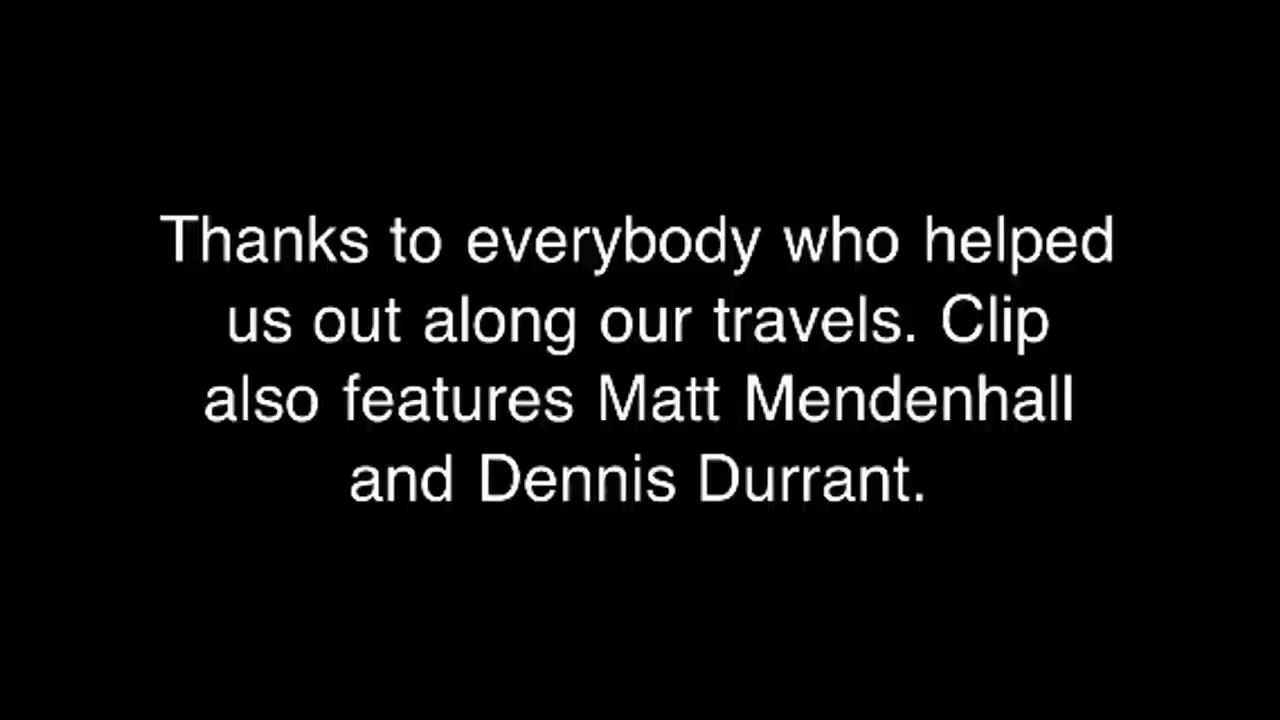 Thanks to everybody who helped
us out along our travels. Clip
also features Matt Mendenhall
and Dennis Durrant.